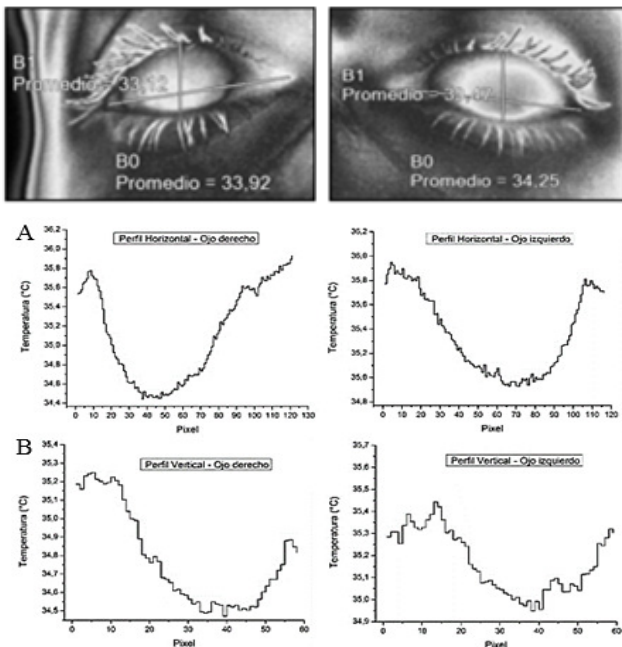 B1
Promedio = 33,12
B0
Promedio = 33,92
B1
Promedio =
B0
Promedio = 34,25
A
Perfil Horizontal - Ojo derecho
Temperatura (°C)
36,2
36,0
35,8
35,6
35,4
35,2
35,0
34,8
34,6
34,4
0 10 20 30 40 50 60 70 80 90 100 110 120 130
Pixel
Perfil Horizontal - Ojo izquierdo
Temperatura (°C)
36,2
36,0
35,8
35,6
35,4
35,2
35,0
34,8
0 10 20 30 40 50 60 70 80 90 100 110 120
Pixel
B
Perfil Vertical - Ojo derecho
Temperatura (°C)
35,4
35,3
35,2
35,1
35,0
34,9
34,8
34,7
34,6
34,5
0 10 20 30 40 50 60
Pixel
Perfil Vertical - Ojo izquierdo
Temperatura (°C)
35,7
35,6
35,5
35,4
35,3
35,2
35,1
35,0
34,9
0 10 20 30 40 50 60
Pixel